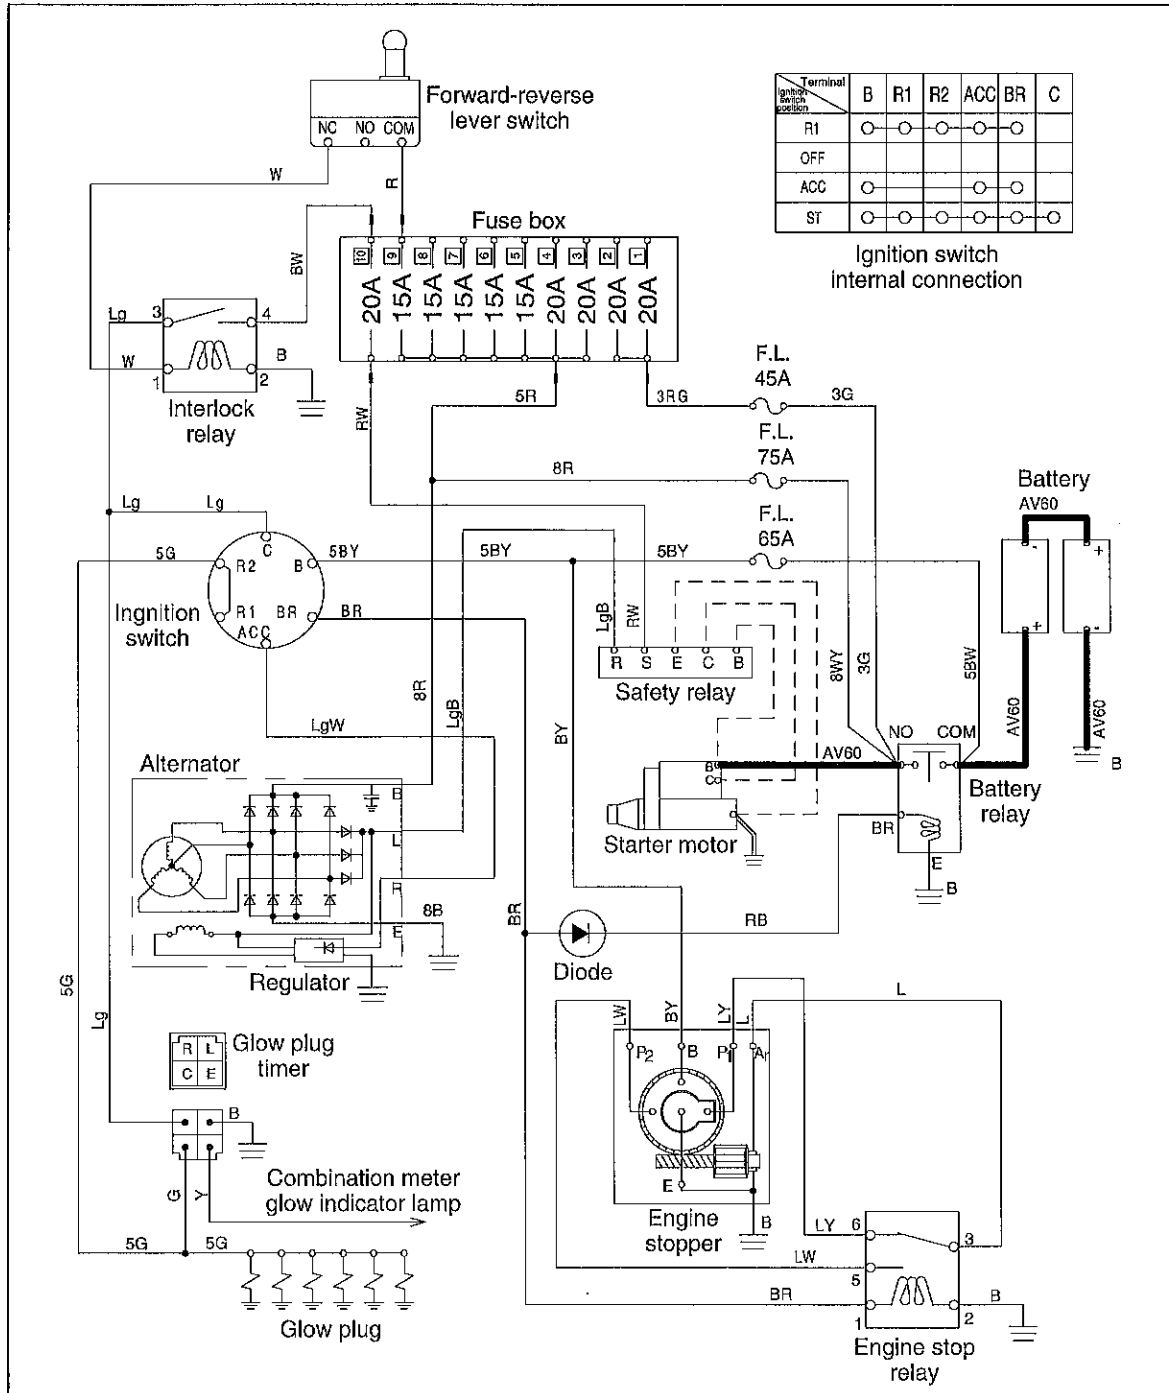 Forward-reverse
lever switch
NC NO COM
W
R
BW
Terminal
Ignition
switch
position
B R1 R2 ACC BR C
R1
OFF
ACC
ST
Ignition switch
internal connection
Fuse box
10 9 8 7 6 5 4 3 2 1
20A 15A 15A 15A 15A 15A 20A 20A 20A
Lg 3 4
W B
1 2
Interlock
relay
RW
5R
3RG
F.L.
45A
3G
F.L.
75A
8R
F.L.
65A
Battery
AV60
- +
+ -
AV60
AV60
B
Lg Lg
C
5G R2 B 5BY 5BY 5BY
R1 BR BR
ACC
Ingnition
switch
LgB RW
R S E C B
Safety relay
8WY 3G 5BW
8R LgB
LgW
BY
NO COM
B
C
AV60
Battery
relay
BR
E
B
Starter motor
Alternator
B
L
R
E
8B
Regulator
BR
RB
Diode
5G
Lg
R L
C E
Glow plug
timer
B
G Y
Combination meter
glow indicator lamp
5G 5G
Glow plug
LW BY LY L
L
P2 B P1 A1
E
B
Engine
stopper
LY 6 3
LW
5
BR B
1 2
Engine stop
relay